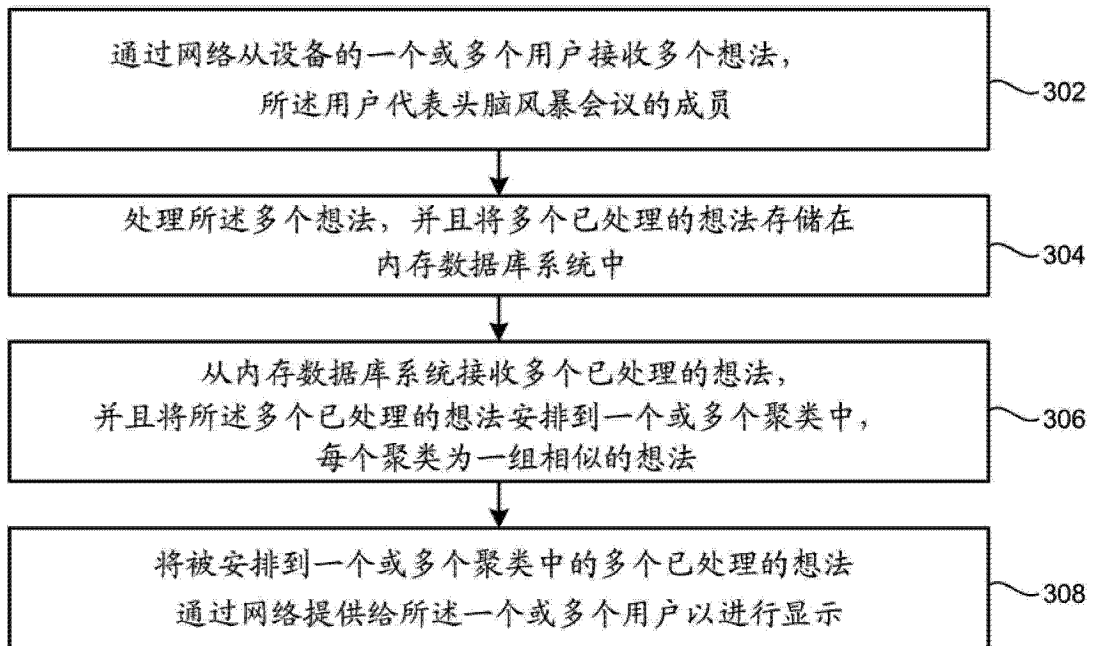 通过网络从设备的一个或多个用户接收多个想法，
所述用户代表头脑风暴会议的成员
302
处理所述多个想法，并且将多个已处理的想法存储在
内存数据库系统中
304
从内存数据库系统接收多个已处理的想法，
并且将所述多个已处理的想法安排到一个或多个聚类中，
每个聚类为一组相似的想法
306
将被安排到一个或多个聚类中的多个已处理的想法
通过网络提供给所述一个或多个用户以进行显示
308